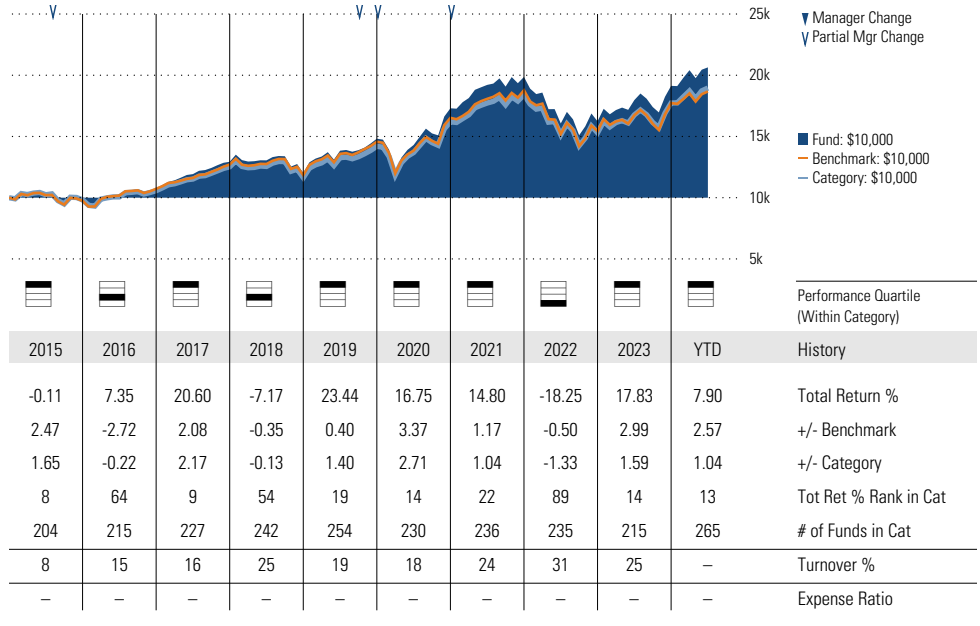 25k
20k
15k
10k
5k
Manager Change
Partial Mgr Change
Fund: $10,000
Benchmark: $10,000
Category: $10,000
Performance Quartile
(Within Category)
2015 2016 2017 2018 2019 2020 2021 2022 2023 YTD History
-0.11 7.35 20.60 -7.17 23.44 16.75 14.80 -18.25 17.83 7.90 Total Return %
2.47 -2.72 2.08 -0.35 0.40 3.37 1.17 -0.50 2.99 2.57 +/- Benchmark
1.65 -0.22 2.17 -0.13 1.40 2.71 1.04 -1.33 1.59 1.04 +/- Category
8 64 9 54 19 14 22 89 14 13 Tot Ret % Rank in Cat
204 215 227 242 254 230 236 235 215 265 # of Funds in Cat
8 15 16 25 19 18 24 31 25 – Turnover %
– – – – – – – – – – Expense Ratio